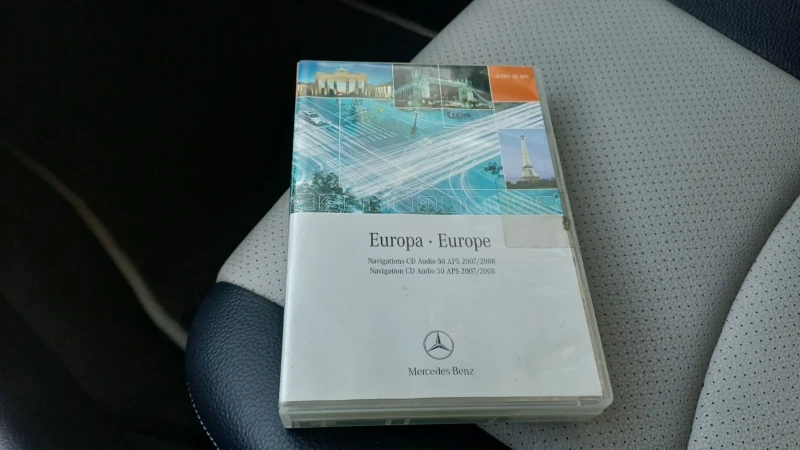 AUDIO 50 APS
Europa · Europe
Navigations CD Audio 50 APS 2007/2008
Navigation CD Audio 50 APS 2007/2008
Mercedes-Benz